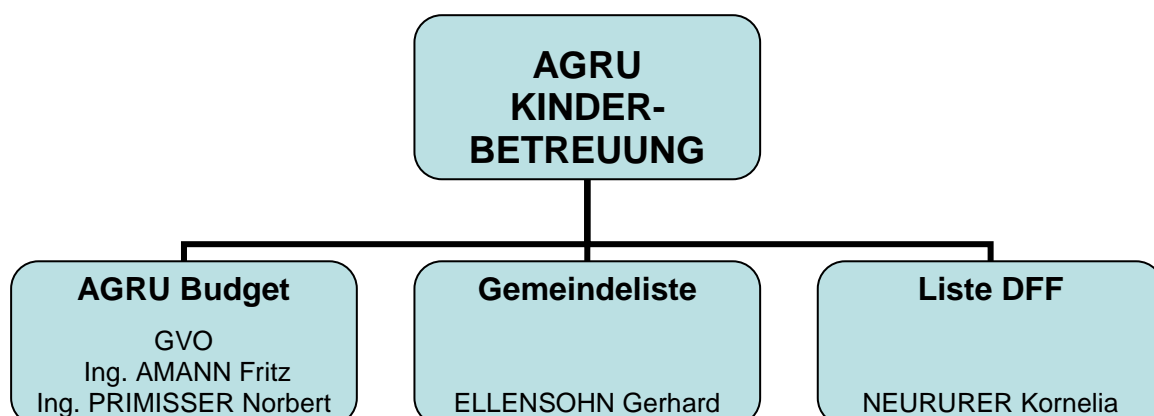 AGRU
KINDER-
BETREUUNG
AGRU Budget
GVO
Ing. AMANN Fritz
Ing. PRIMISSER Norbert
Gemeindeliste
ELLENSOHN Gerhard
Liste DFF
NEURURER Kornelia